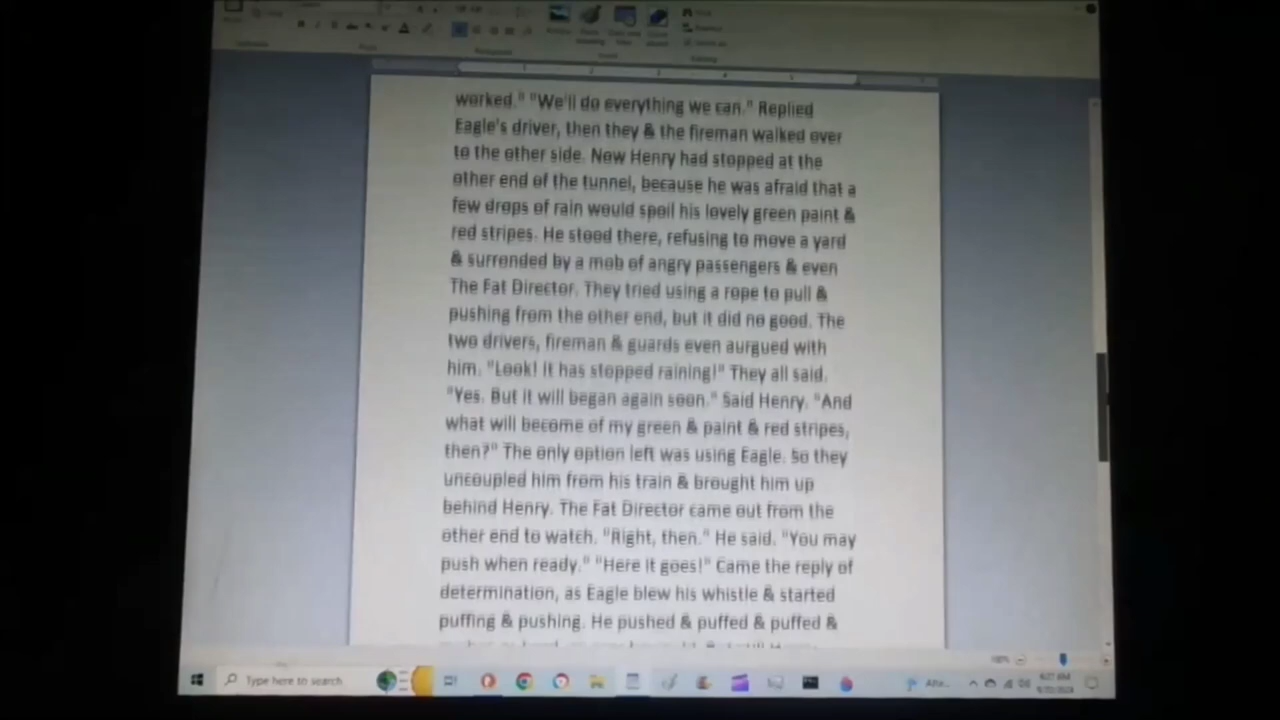 worked." "We'll do everything we can." Replied
Eagle's driver, then they & the fireman walked over
to the other side. Now Henry had stopped at the
other end of the tunnel, because he was afraid that a
few drops of rain would spoil his lovely green paint &
red stripes. He stood there, refusing to move a yard
& surronded by a mob of angry passengers & even
The Fat Director. They tried using a rope to pull &
pushing from the other end, but it did no good. The
two drivers, fireman & guards even aurgued with
him. "Look! It has stopped raining!" They all said.
"Yes. But it will began again soon." Said Henry. "And
what will become of my green & paint & red stripes,
then?" The only option left was using Eagle. So they
uncoupled him from his train & brought him up
behind Henry. The Fat Director came out from the
other end to watch. "Right, then." He said. "You may
push when ready." "Here it goes!" Came the reply of
determination, as Eagle blew his whistle & started
puffing & pushing. He pushed & puffed & puffed &
100%
Type here to search